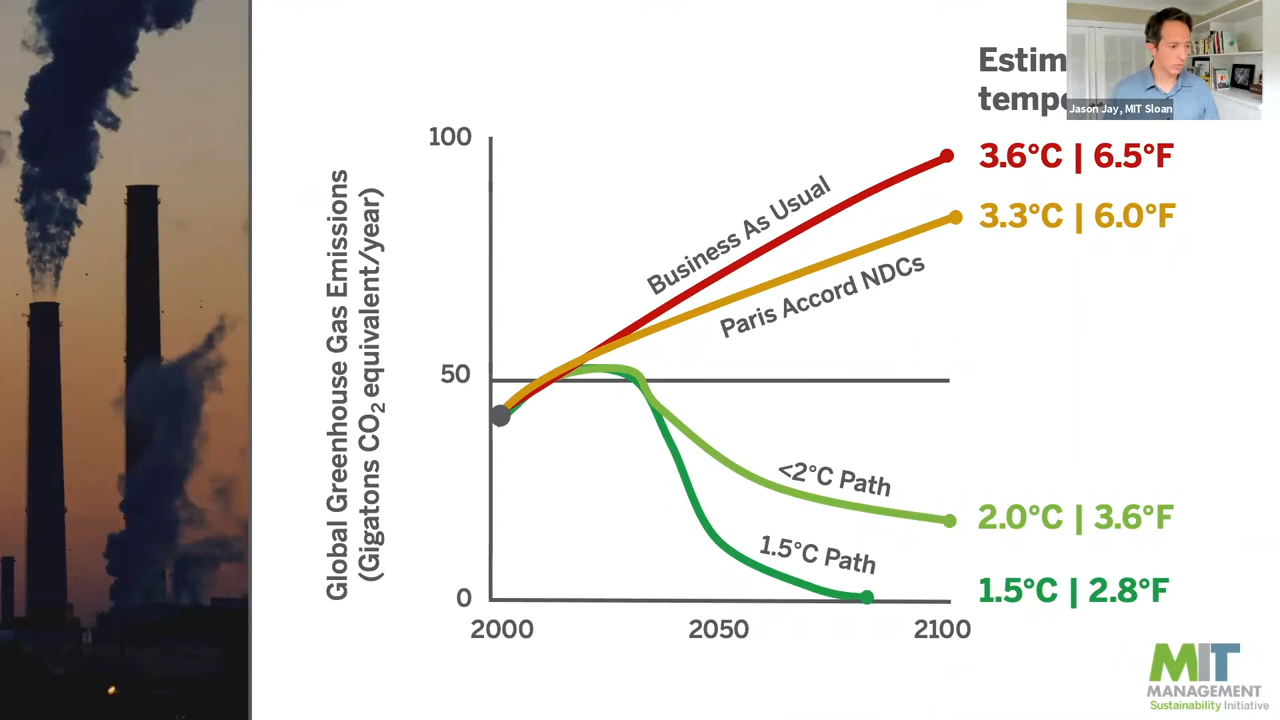 Estim
tempe
Jason Jay, MIT Sloan
3.6°C | 6.5°F
3.3°C | 6.0°F
2.0°C | 3.6°F
1.5°C | 2.8°F
Global Greenhouse Gas Emissions
(Gigatons CO₂ equivalent/year)
100
50
0
2000
2050
2100
Business As Usual
Paris Accord NDCs
<2°C Path
1.5°C Path
MIT
MANAGEMENT
Sustainability Initiative